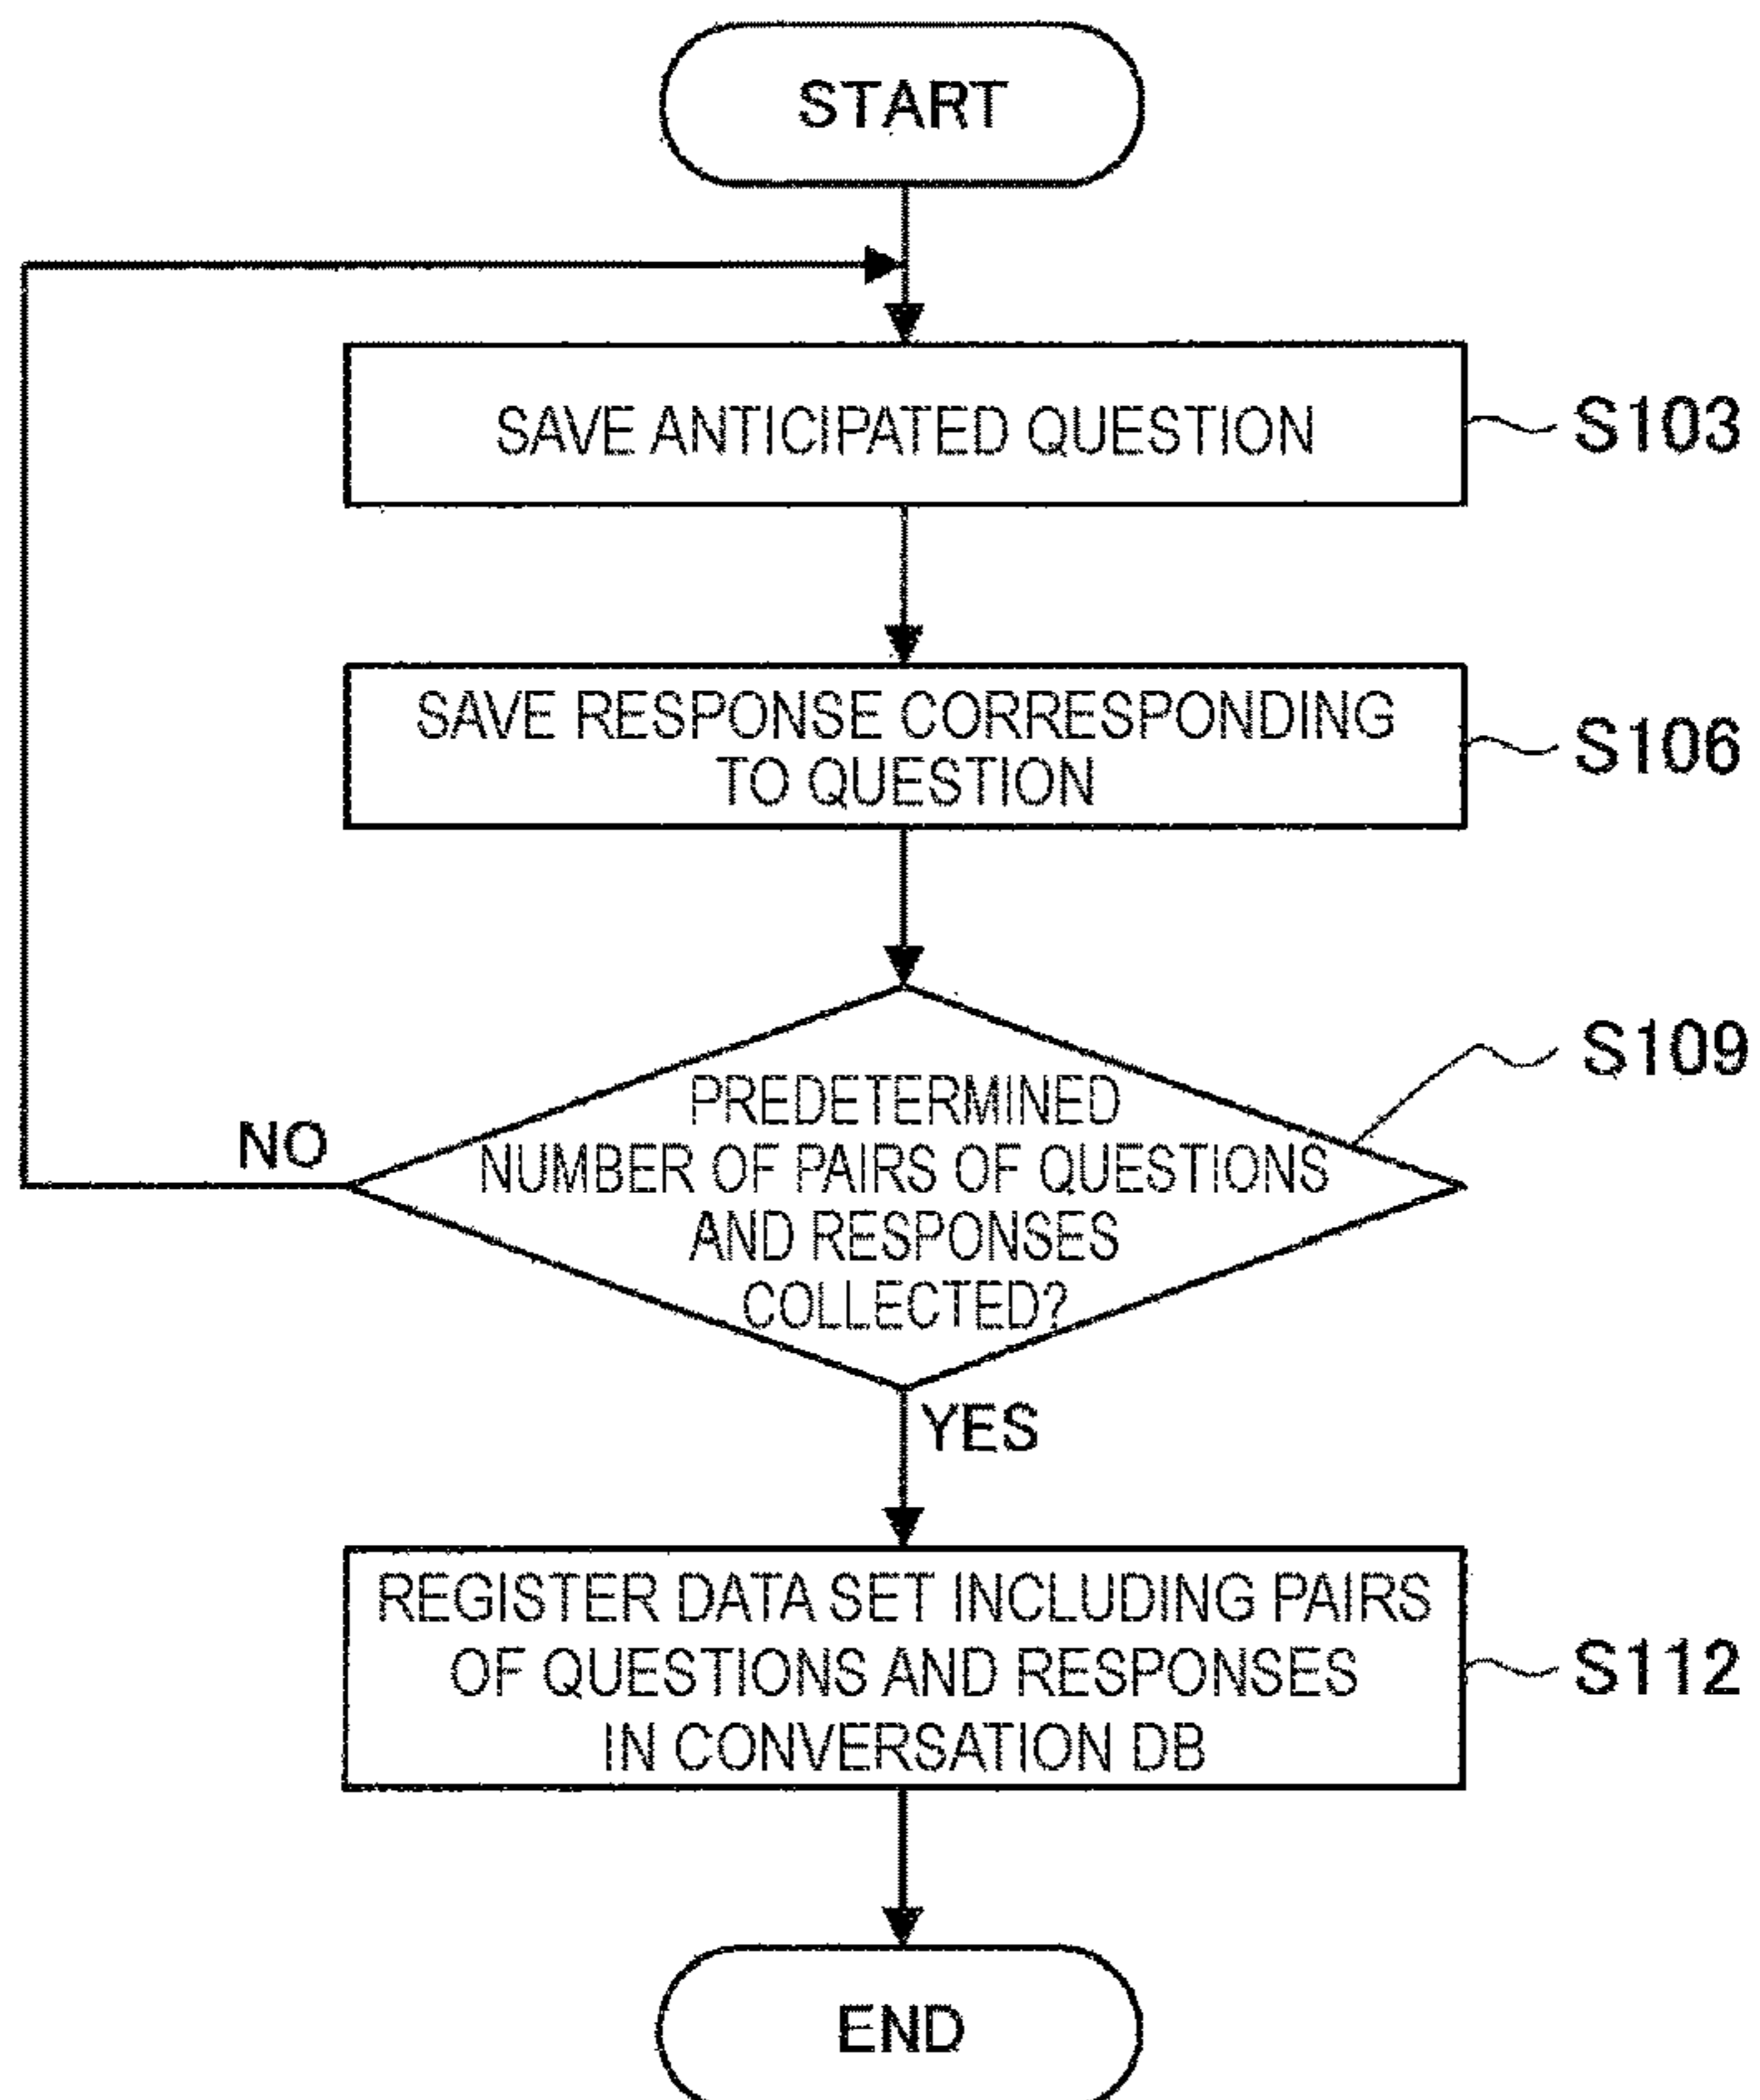 START
SAVE ANTICIPATED QUESTION
S103
SAVE RESPONSE CORRESPONDING
TO QUESTION
S106
S109
PREDETERMINED
NUMBER OF PAIRS OF QUESTIONS
AND RESPONSES
COLLECTED?
NO
YES
REGISTER DATA SET INCLUDING PAIRS
OF QUESTIONS AND RESPONSES
IN CONVERSATION DB
S112
END